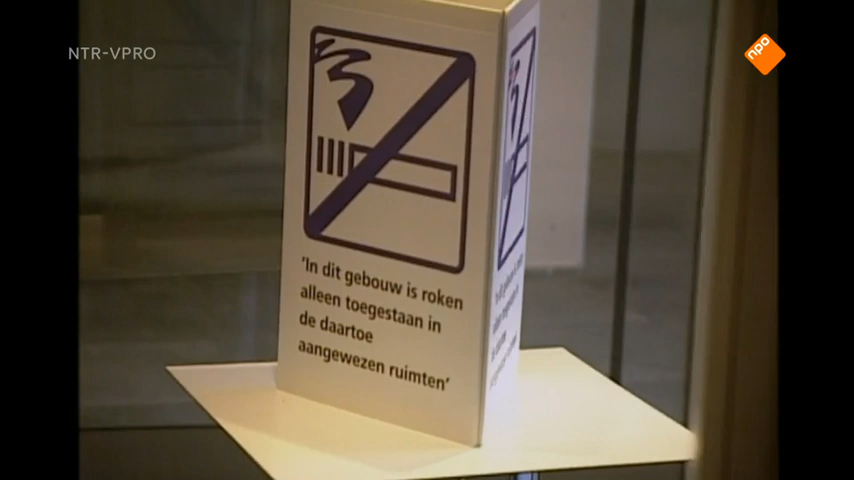 NTR-VPRO
npo
'In dit gebouw is roken
alleen toegestaan in
de daartoe
aangewezen ruimten'